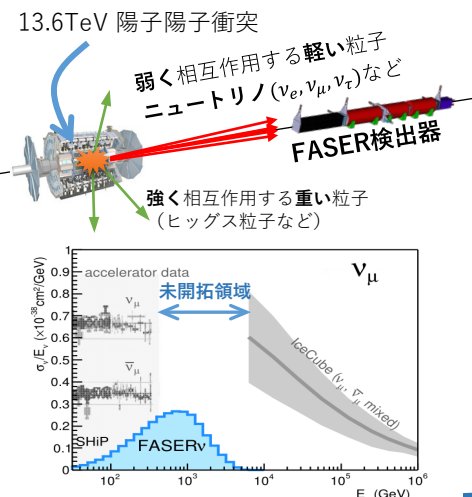 13.6TeV 陽子陽子衝突
弱く相互作用する軽い粒子
ニュートリノ(νe,νμ,ντ)など
FASER検出器
強く相互作用する重い粒子
(ヒッグス粒子など)
σν/Eν (×10⁻³⁸cm²/GeV)
1
0.9
0.8
0.7
0.6
0.5
0.4
0.3
0.2
0.1
0
accelerator data
未開拓領域
νμ
νμ
ν̅μ
IceCube (νμ, ν̅μ mixed)
SHiP
FASERν
10² 10³ 10⁴ 10⁵ 10⁶